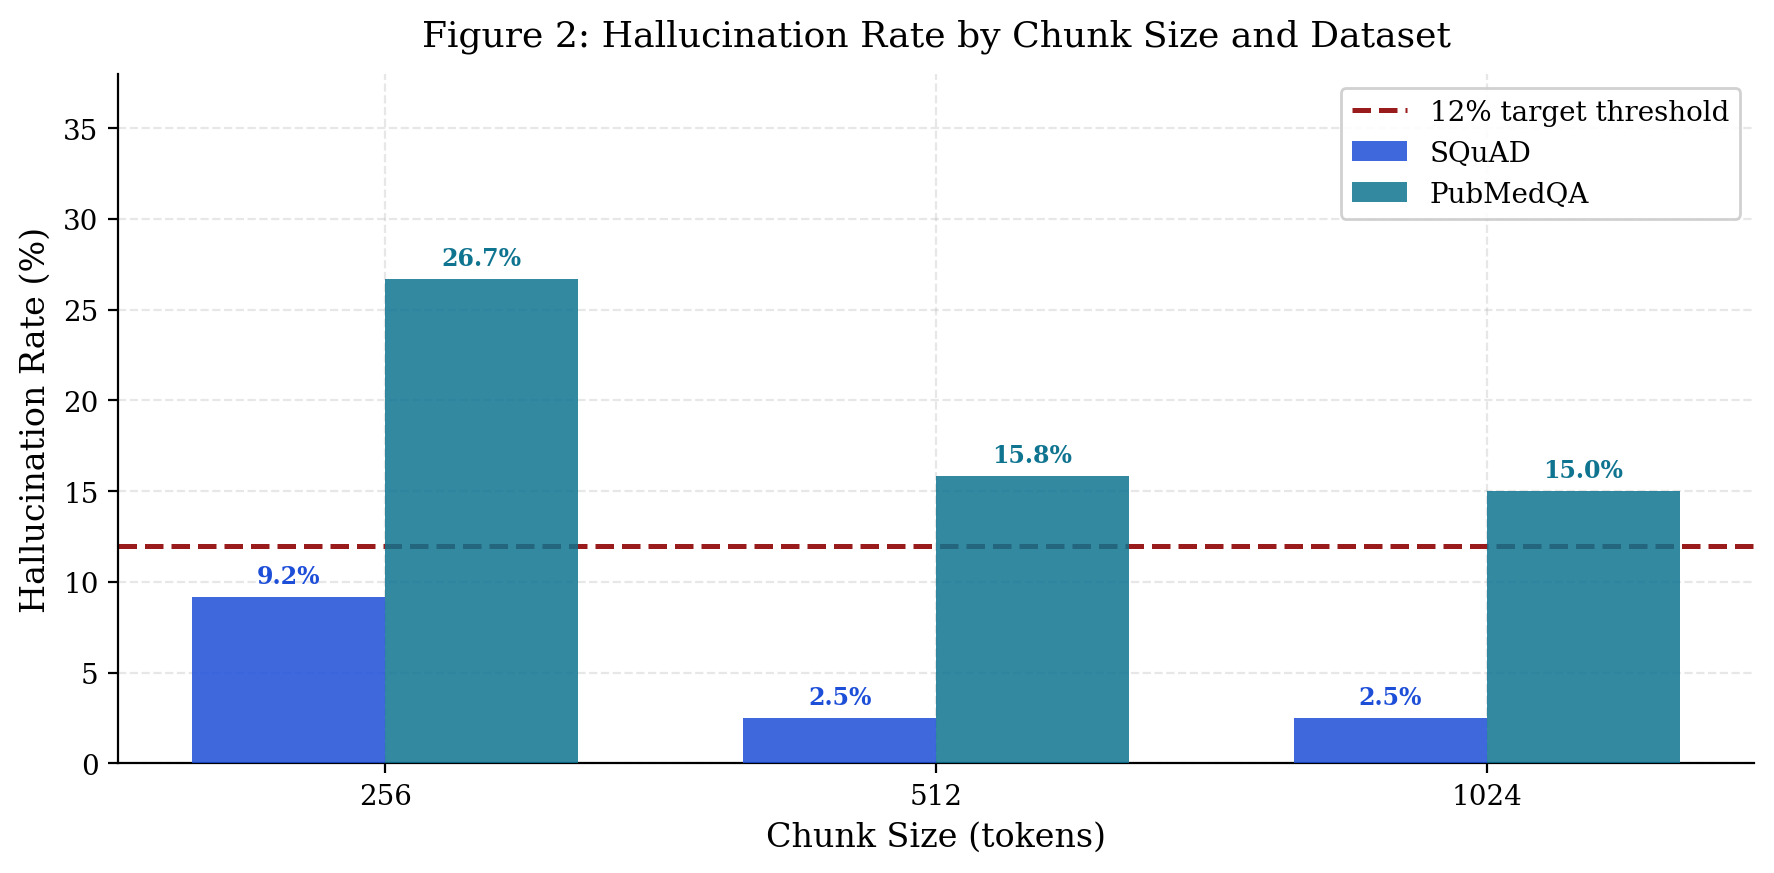 Figure 2: Hallucination Rate by Chunk Size and Dataset
12% target threshold
SQuAD
PubMedQA
Hallucination Rate (%)
35
30
25
20
15
10
5
0
9.2%
26.7%
2.5%
15.8%
2.5%
15.0%
256
512
1024
Chunk Size (tokens)